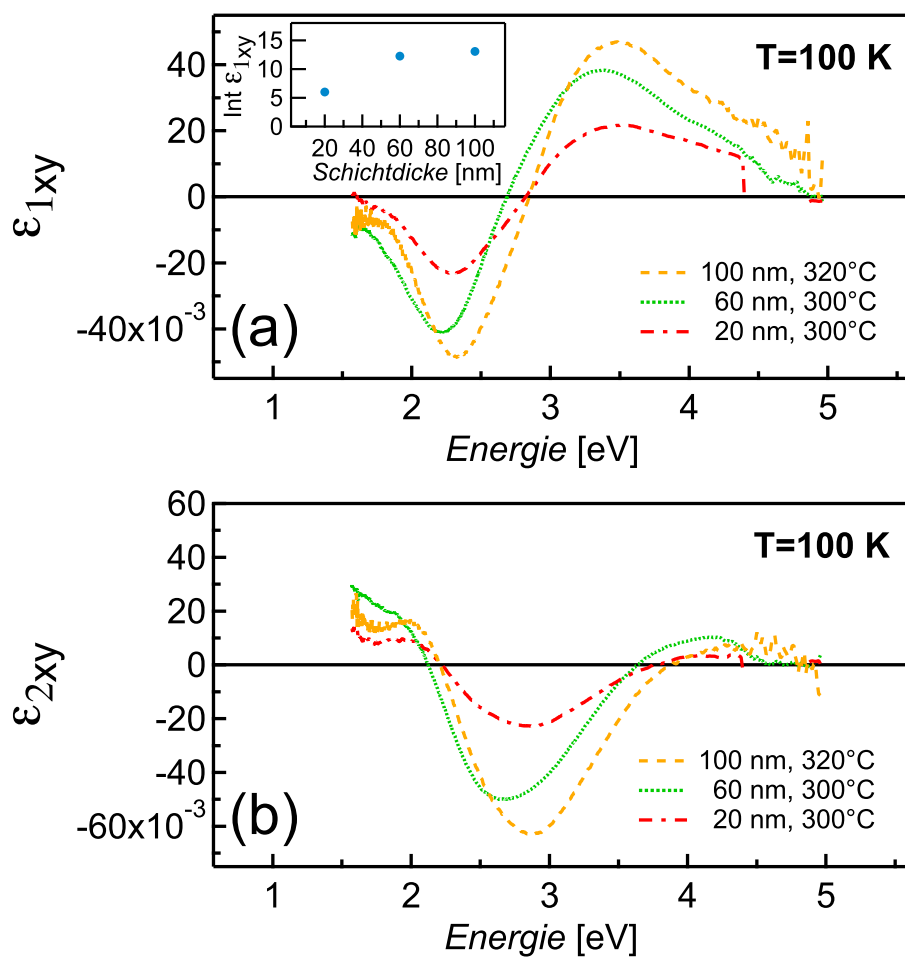 (a)
T=100 K
ε1xy
40
20
0
-20
-40x10-3
Int ε1xy
15
10
5
0
20 40 60 80 100
Schichtdicke [nm]
100 nm, 320°C
60 nm, 300°C
20 nm, 300°C
1 2 3 4 5
Energie [eV]
(b)
T=100 K
ε2xy
60
40
20
0
-20
-40
-60x10-3
100 nm, 320°C
60 nm, 300°C
20 nm, 300°C
1 2 3 4 5
Energie [eV]